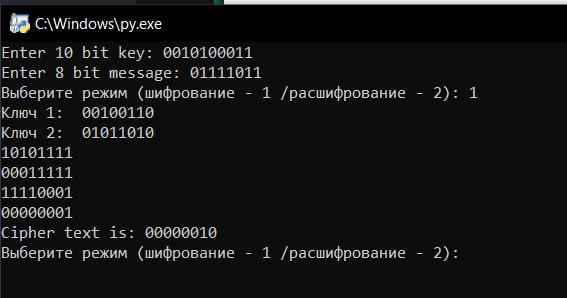 C:\Windows\py.exe
Enter 10 bit key: 0010100011
Enter 8 bit message: 01111011
Выберите режим (шифрование - 1 /расшифрование - 2): 1
Ключ 1:  00100110
Ключ 2:  01011010
10101111
00011111
11110001
00000001
Cipher text is: 00000010
Выберите режим (шифрование - 1 /расшифрование - 2):